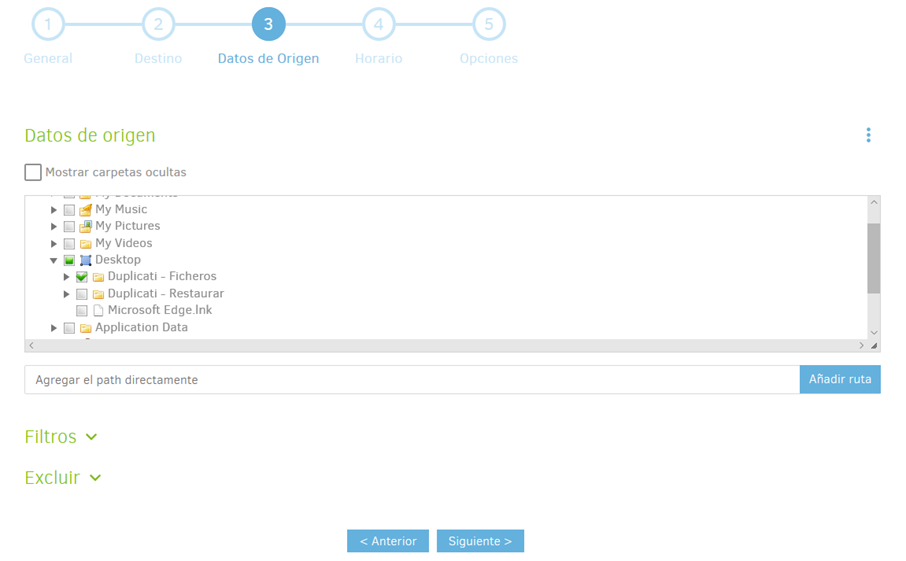 1 2 3 4 5
General Destino Datos de Origen Horario Opciones
Datos de origen
Mostrar carpetas ocultas
My Documents
My Music
My Pictures
My Videos
Desktop
Duplicati - Ficheros
Duplicati - Restaurar
Microsoft Edge.lnk
Application Data
Agregar el path directamente Añadir ruta
Filtros
Excluir
< Anterior Siguiente >